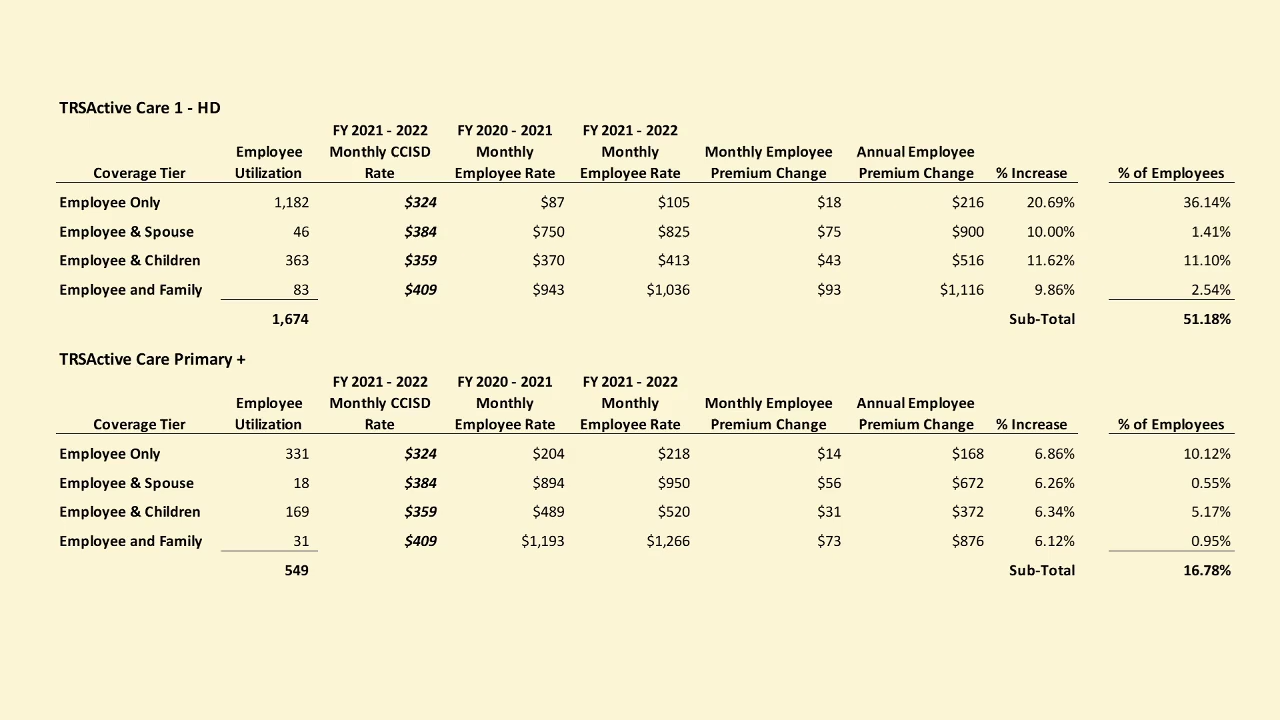 TRSActive Care 1 - HD
FY 2021 - 2022 FY 2020 - 2021 FY 2021 - 2022
Employee Monthly CCISD Monthly Monthly Monthly Employee Annual Employee
Coverage Tier Utilization Rate Employee Rate Employee Rate Premium Change Premium Change % Increase % of Employees
Employee Only 1,182 $324 $87 $105 $18 $216 20.69% 36.14%
Employee & Spouse 46 $384 $750 $825 $75 $900 10.00% 1.41%
Employee & Children 363 $359 $370 $413 $43 $516 11.62% 11.10%
Employee and Family 83 $409 $943 $1,036 $93 $1,116 9.86% 2.54%
1,674 Sub-Total 51.18%
TRSActive Care Primary +
FY 2021 - 2022 FY 2020 - 2021 FY 2021 - 2022
Employee Monthly CCISD Monthly Monthly Monthly Employee Annual Employee
Coverage Tier Utilization Rate Employee Rate Employee Rate Premium Change Premium Change % Increase % of Employees
Employee Only 331 $324 $204 $218 $14 $168 6.86% 10.12%
Employee & Spouse 18 $384 $894 $950 $56 $672 6.26% 0.55%
Employee & Children 169 $359 $489 $520 $31 $372 6.34% 5.17%
Employee and Family 31 $409 $1,193 $1,266 $73 $876 6.12% 0.95%
549 Sub-Total 16.78%